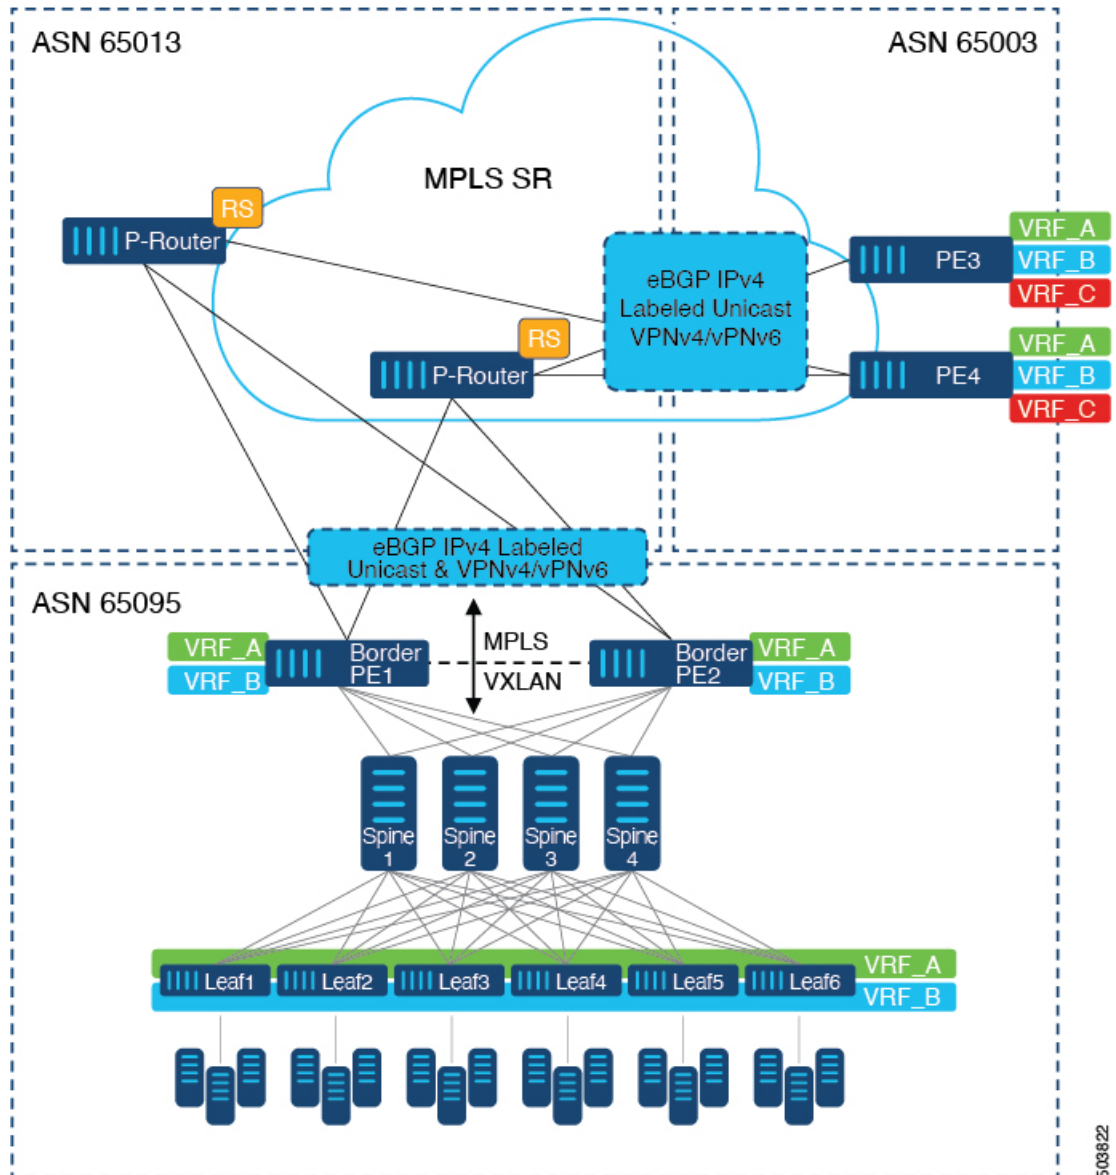 ASN 65013
ASN 65003
MPLS SR
RS
P-Router
RS
P-Router
eBGP IPv4
Labeled Unicast
VPNv4/vPNv6
PE3
VRF_A
VRF_B
VRF_C
PE4
VRF_A
VRF_B
VRF_C
eBGP IPv4 Labeled
Unicast & VPNv4/vPNv6
ASN 65095
VRF_A
VRF_B
Border
PE1
MPLS
VXLAN
Border
PE2
VRF_A
VRF_B
Spine
1
Spine
2
Spine
3
Spine
4
Leaf1
Leaf2
Leaf3
Leaf4
Leaf5
Leaf6
VRF_A
VRF_B
503822